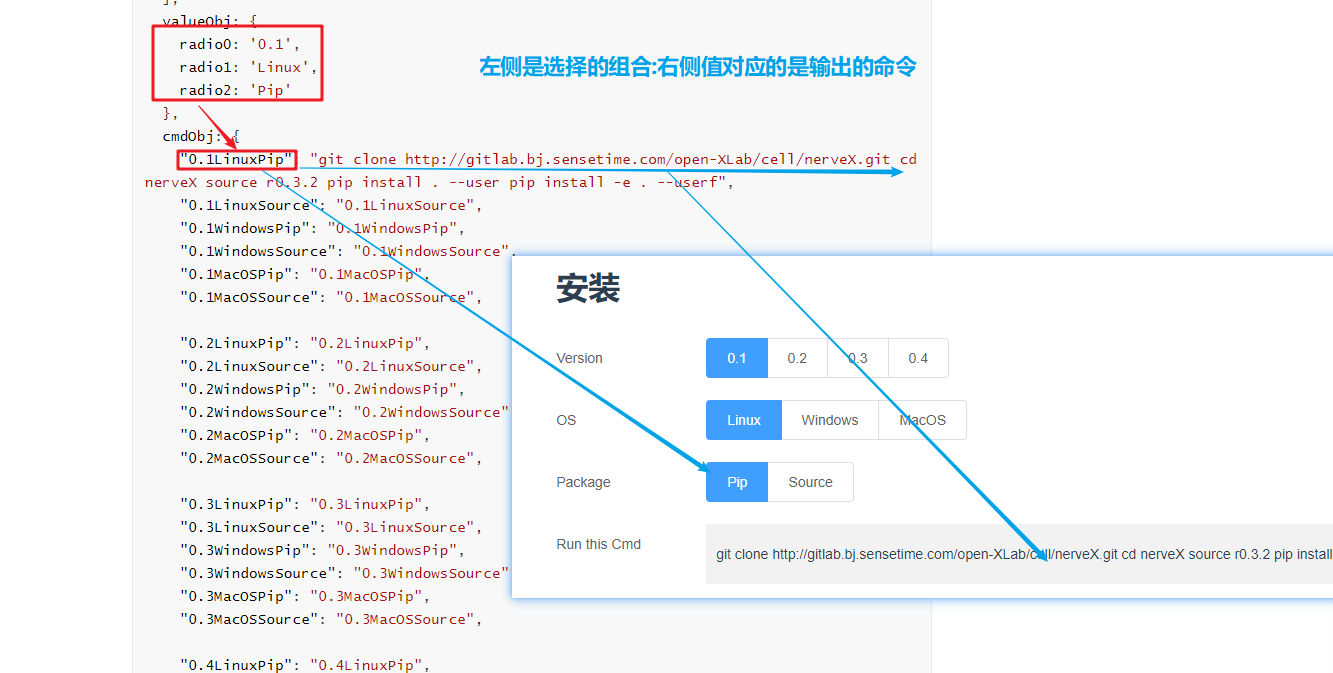 },
valueObj: {
radio0: '0.1',
radio1: 'Linux',
radio2: 'Pip'
},
左侧是选择的组合:右侧值对应的是输出的命令
cmdObj: {
"0.1LinuxPip": "git clone http://gitlab.bj.sensetime.com/open-XLab/cell/nerveX.git cd
nerveX source r0.3.2 pip install . --user pip install -e . --userf",
"0.1LinuxSource": "0.1LinuxSource",
"0.1WindowsPip": "0.1WindowsPip",
"0.1WindowsSource": "0.1WindowsSource",
"0.1MacOSPip": "0.1MacOSPip",
"0.1MacOSSource": "0.1MacOSSource",
"0.2LinuxPip": "0.2LinuxPip",
"0.2LinuxSource": "0.2LinuxSource",
"0.2WindowsPip": "0.2WindowsPip",
"0.2WindowsSource": "0.2WindowsSource"
"0.2MacOSPip": "0.2MacOSPip",
"0.2MacOSSource": "0.2MacOSSource",
"0.3LinuxPip": "0.3LinuxPip",
"0.3LinuxSource": "0.3LinuxSource",
"0.3WindowsPip": "0.3WindowsPip",
"0.3WindowsSource": "0.3WindowsSource"
"0.3MacOSPip": "0.3MacOSPip",
"0.3MacOSSource": "0.3MacOSSource",
"0.4LinuxPip": "0.4LinuxPip",
安装
Version 0.1 0.2 0.3 0.4
OS Linux Windows MacOS
Package Pip Source
Run this Cmd git clone http://gitlab.bj.sensetime.com/open-XLab/cell/nerveX.git cd nerveX source r0.3.2 pip install